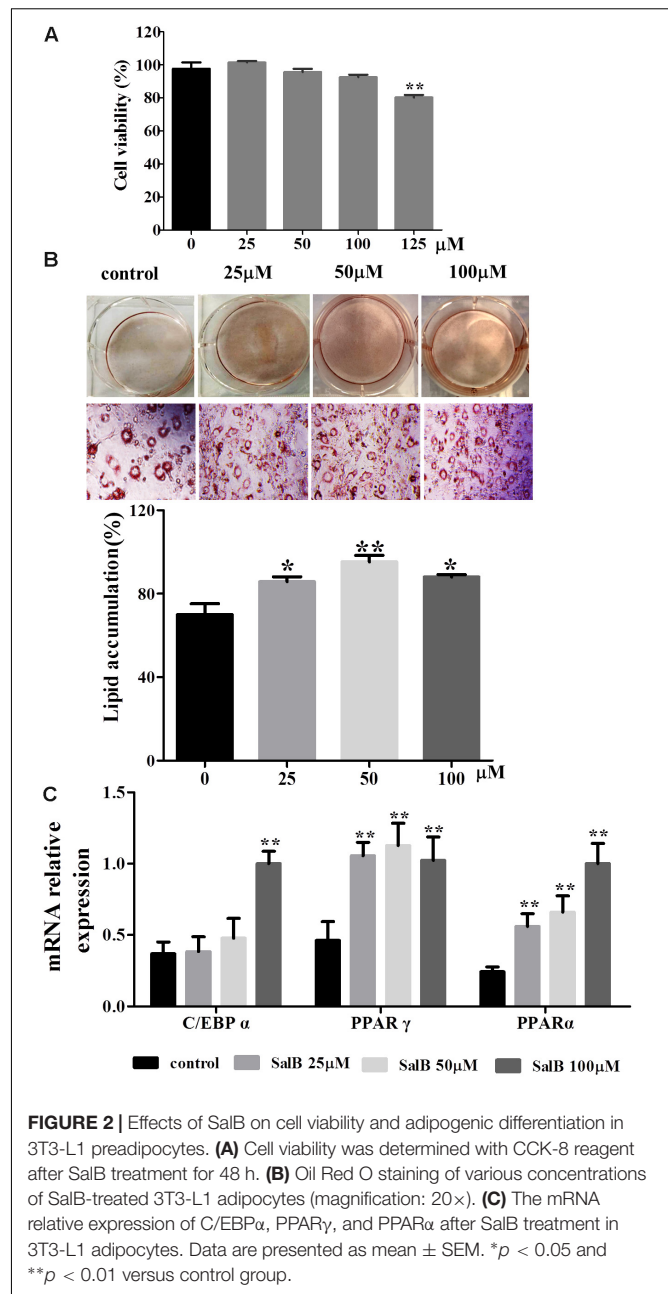 A
Cell viability (%)
120
100
80
60
40
20
0
**
0 25 50 100 125 μM
B
control 25μM 50μM 100μM
Lipid accumulation(%)
120
80
40
0
* ** *
0 25 50 100 μM
C
mRNA relative
expression
1.5
1.0
0.5
0.0
** ** ** ** ** ** **
C/EBP α PPAR γ PPARα
control SalB 25μM SalB 50μM SalB 100μM
FIGURE 2 | Effects of SalB on cell viability and adipogenic differentiation in
3T3-L1 preadipocytes. (A) Cell viability was determined with CCK-8 reagent
after SalB treatment for 48 h. (B) Oil Red O staining of various concentrations
of SalB-treated 3T3-L1 adipocytes (magnification: 20×). (C) The mRNA
relative expression of C/EBPα, PPARγ, and PPARα after SalB treatment in
3T3-L1 adipocytes. Data are presented as mean ± SEM. *p < 0.05 and
**p < 0.01 versus control group.